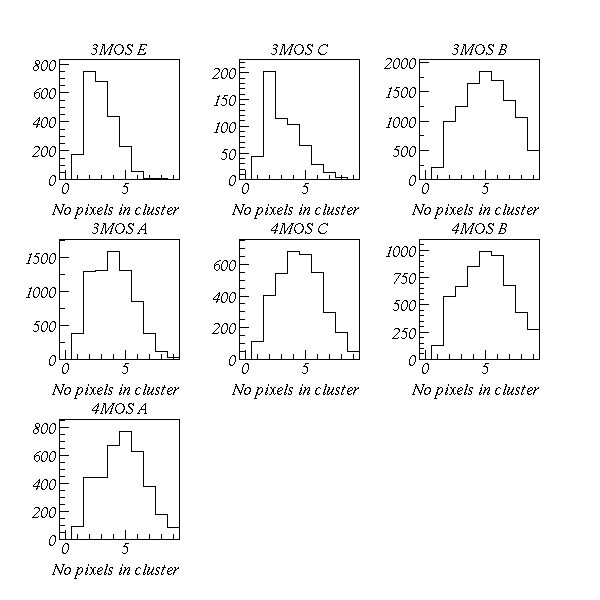 3MOS E
3MOS C
3MOS B
800
600
400
200
0
0 5
No pixels in cluster
200
150
100
50
0
0 5
No pixels in cluster
2000
1500
1000
500
0
0 5
No pixels in cluster
3MOS A
4MOS C
4MOS B
1500
1000
500
0
0 5
No pixels in cluster
600
400
200
0
0 5
No pixels in cluster
1000
750
500
250
0
0 5
No pixels in cluster
4MOS A
800
600
400
200
0
0 5
No pixels in cluster